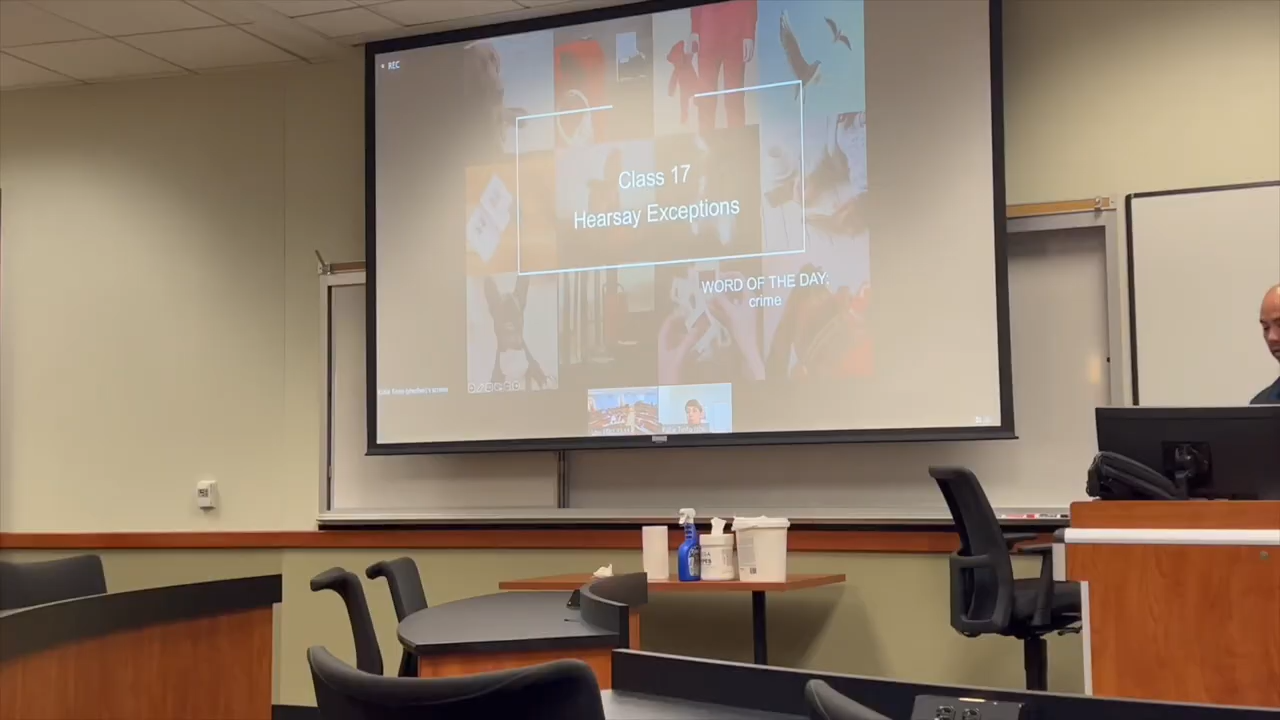 REC
Class 17
Hearsay Exceptions
WORD OF THE DAY:
crime